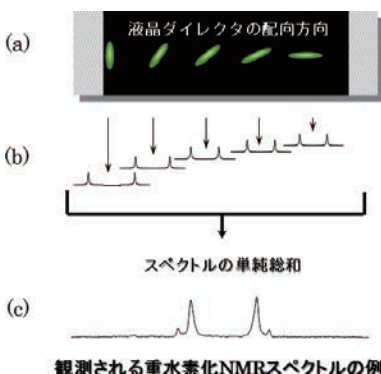 (a)
液晶ダイレクタの配向方向
(b)
スペクトルの単純総和
(c)
観測される重水素化NMRスペクトルの例